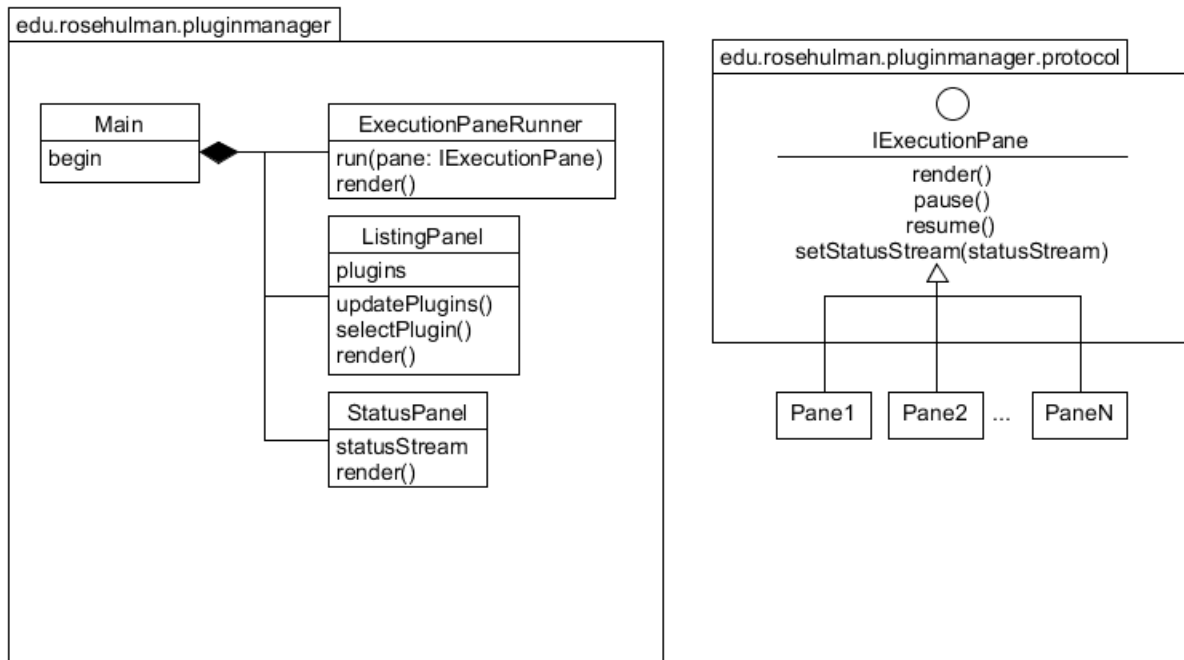 edu.rosehulman.pluginmanager
Main
begin
ExecutionPaneRunner
run(pane: IExecutionPane)
render()
ListingPanel
plugins
updatePlugins()
selectPlugin()
render()
StatusPanel
statusStream
render()
edu.rosehulman.pluginmanager.protocol
IExecutionPane
render()
pause()
resume()
setStatusStream(statusStream)
Pane1
Pane2
...
PaneN